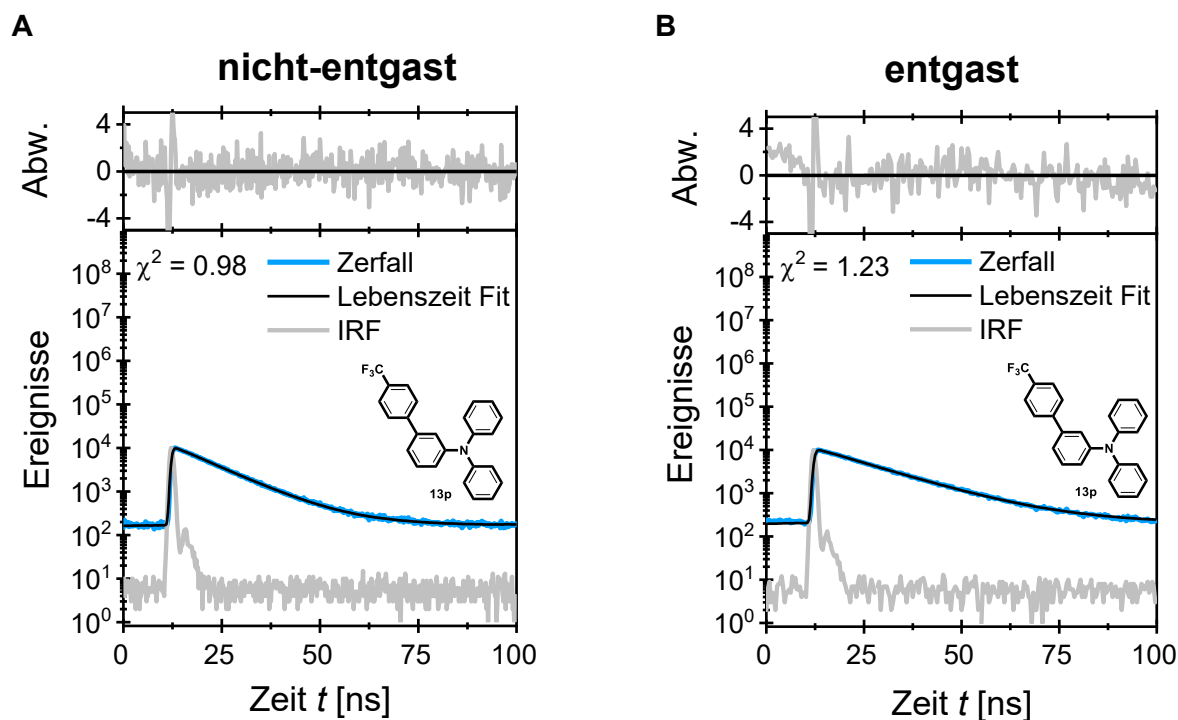 A
nicht-entgast
Abw.
4
0
-4
χ² = 0.98
Zerfall
Lebenszeit Fit
IRF
Ereignisse
10⁸
10⁷
10⁶
10⁵
10⁴
10³
10²
10¹
10⁰
F₃C
N
13p
0 25 50 75 100
Zeit t [ns]
B
entgast
Abw.
4
0
-4
χ² = 1.23
Zerfall
Lebenszeit Fit
IRF
Ereignisse
10⁸
10⁷
10⁶
10⁵
10⁴
10³
10²
10¹
10⁰
F₃C
N
13p
0 25 50 75 100
Zeit t [ns]